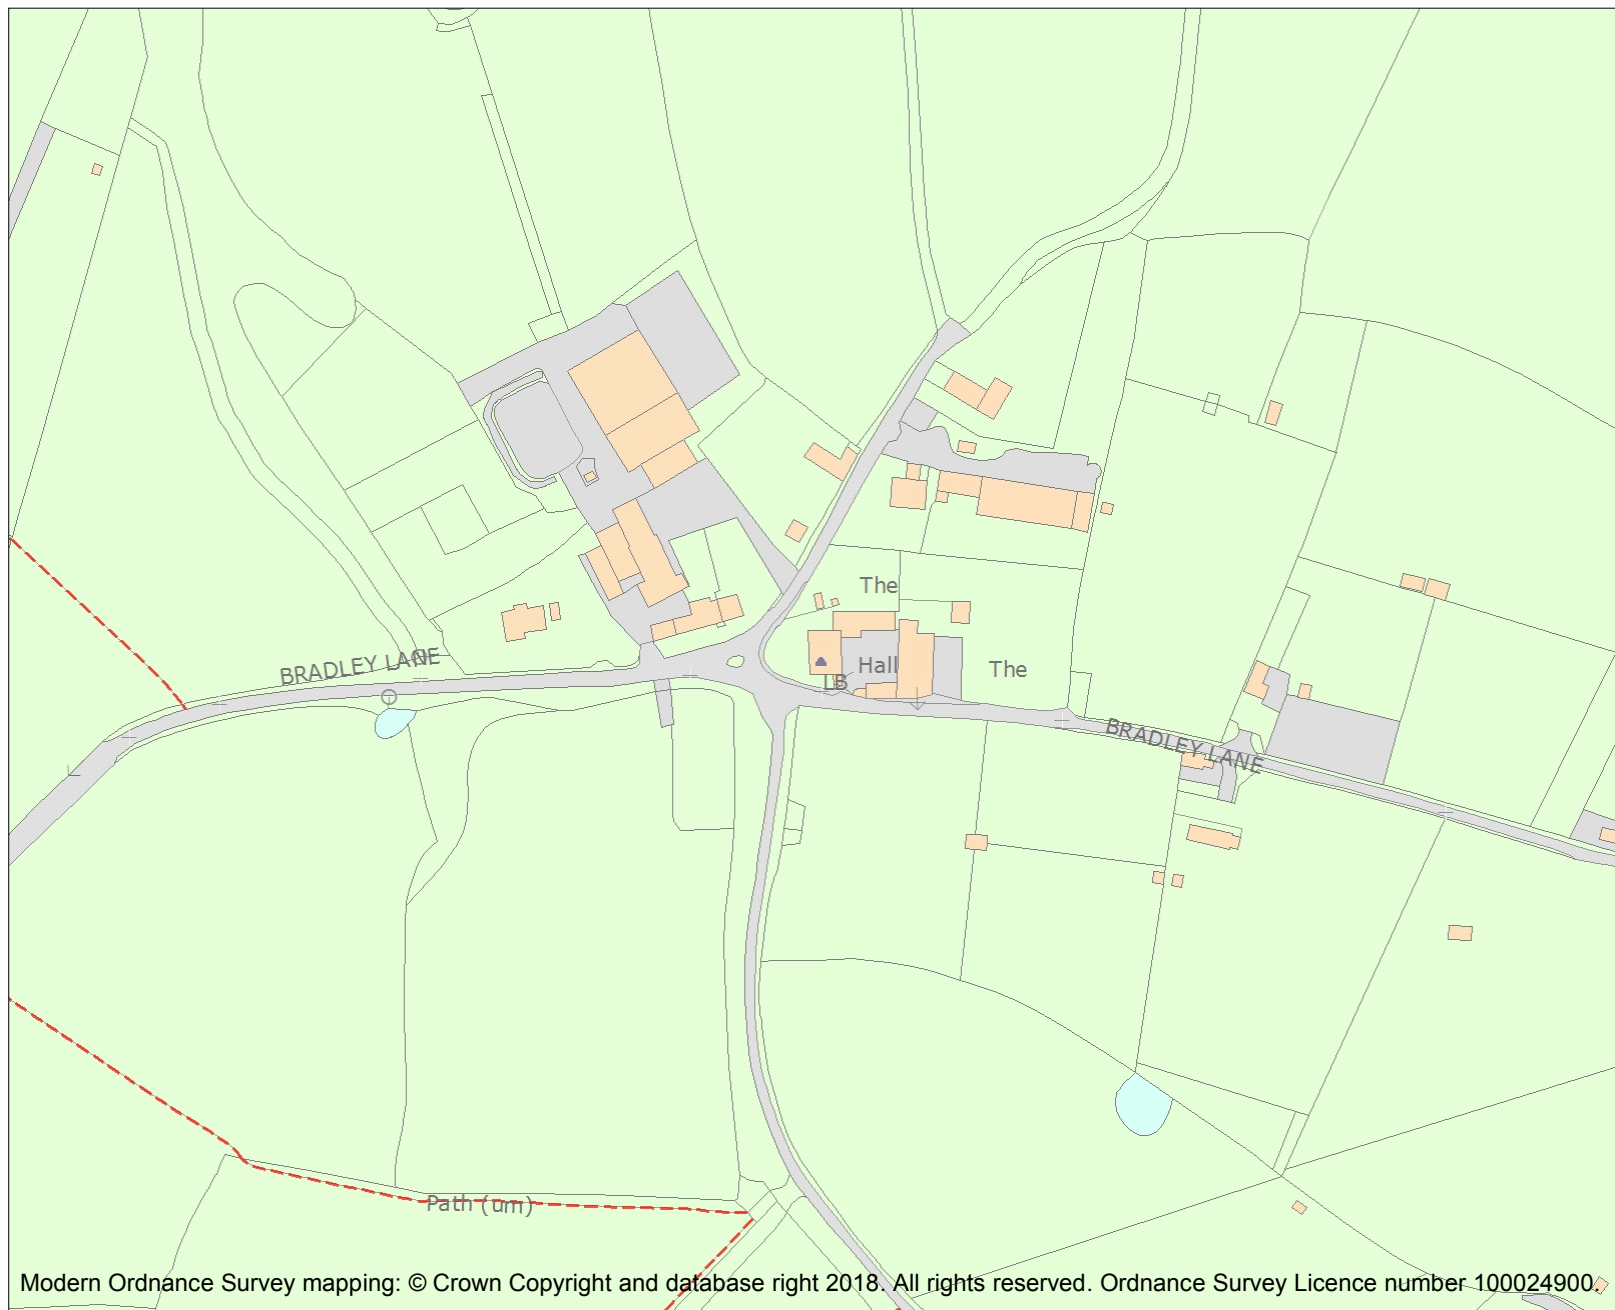 The
BRADLEY LANE
Hall
The
LB
BRADLEY LANE
Path (um)
Modern Ordnance Survey mapping: © Crown Copyright and database right 2018. All rights reserved. Ordnance Survey Licence number 100024900.